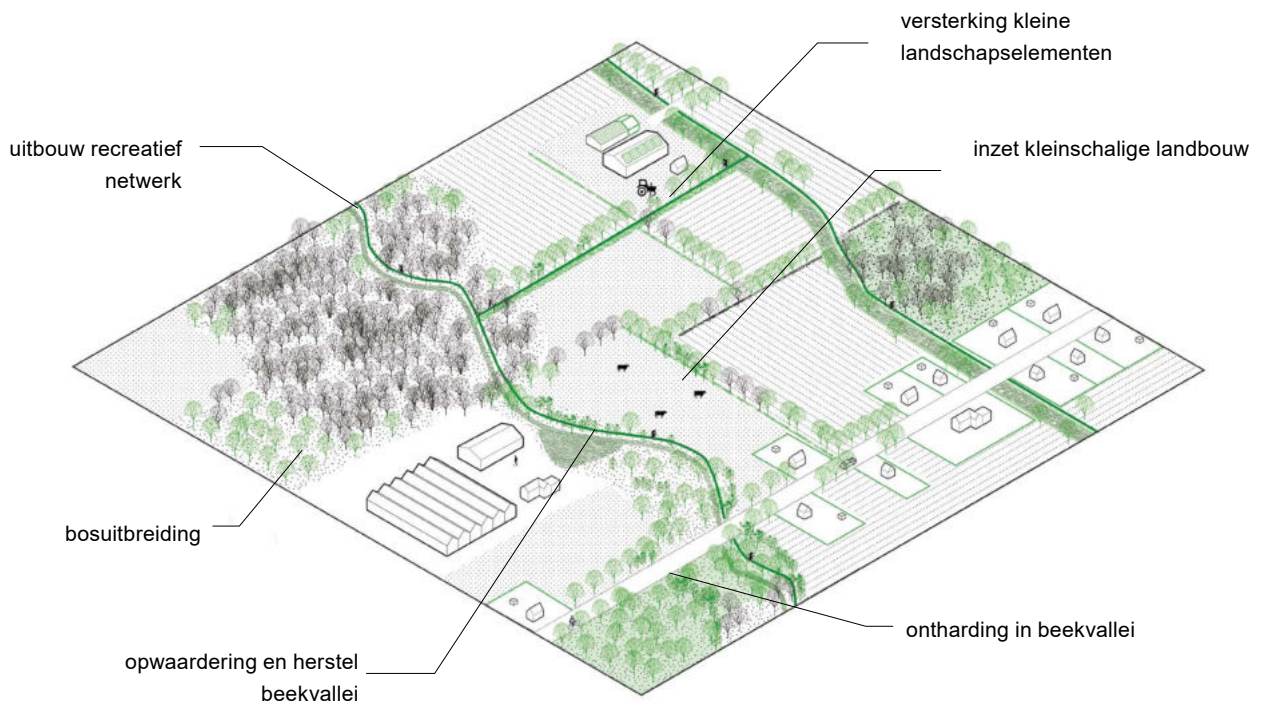 versterking kleine
landschapselementen
uitbouw recreatief
netwerk
inzet kleinschalige landbouw
bosuitbreiding
ontharding in beekvallei
opwaardering en herstel
beekvallei